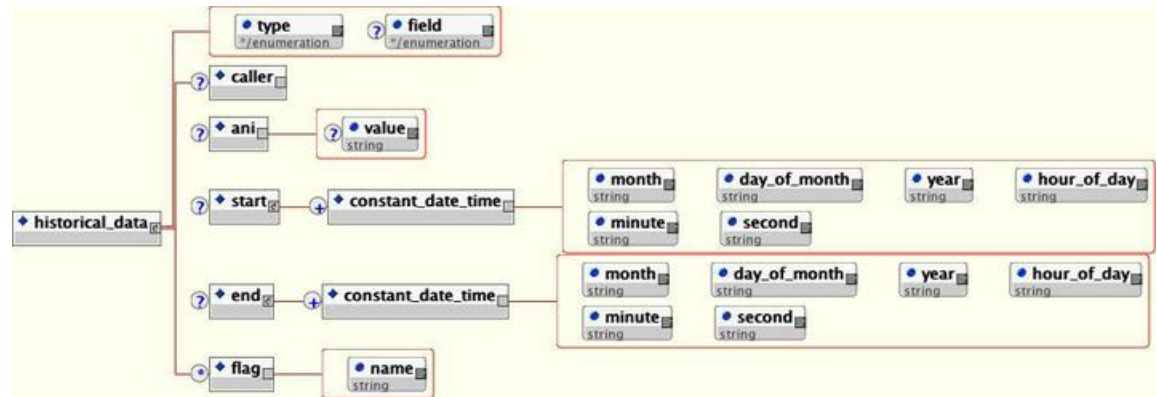 type ? field
*/enumeration */enumeration
? caller
? ani ? value
string
month day_of_month year hour_of_day
string string string string
? start + constant_date_time
minute second
string string
historical_data
month day_of_month year hour_of_day
string string string string
? end + constant_date_time
minute second
string string
* flag name
string